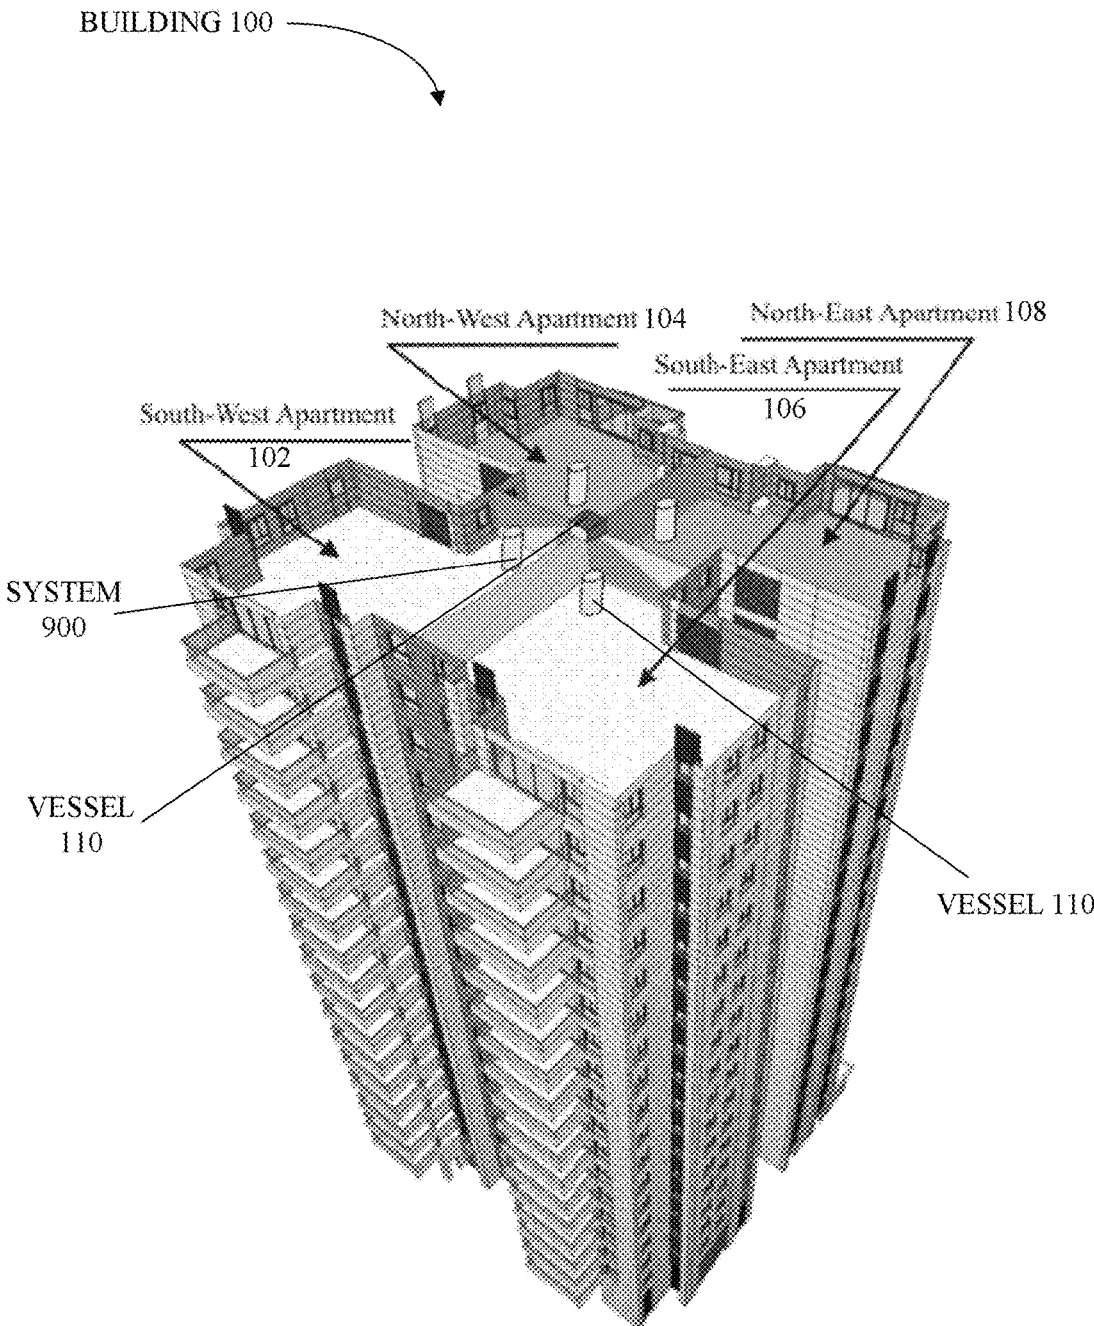 BUILDING 100
North-West Apartment 104
North-East Apartment 108
South-East Apartment
106
South-West Apartment
102
SYSTEM
900
VESSEL
110
VESSEL 110